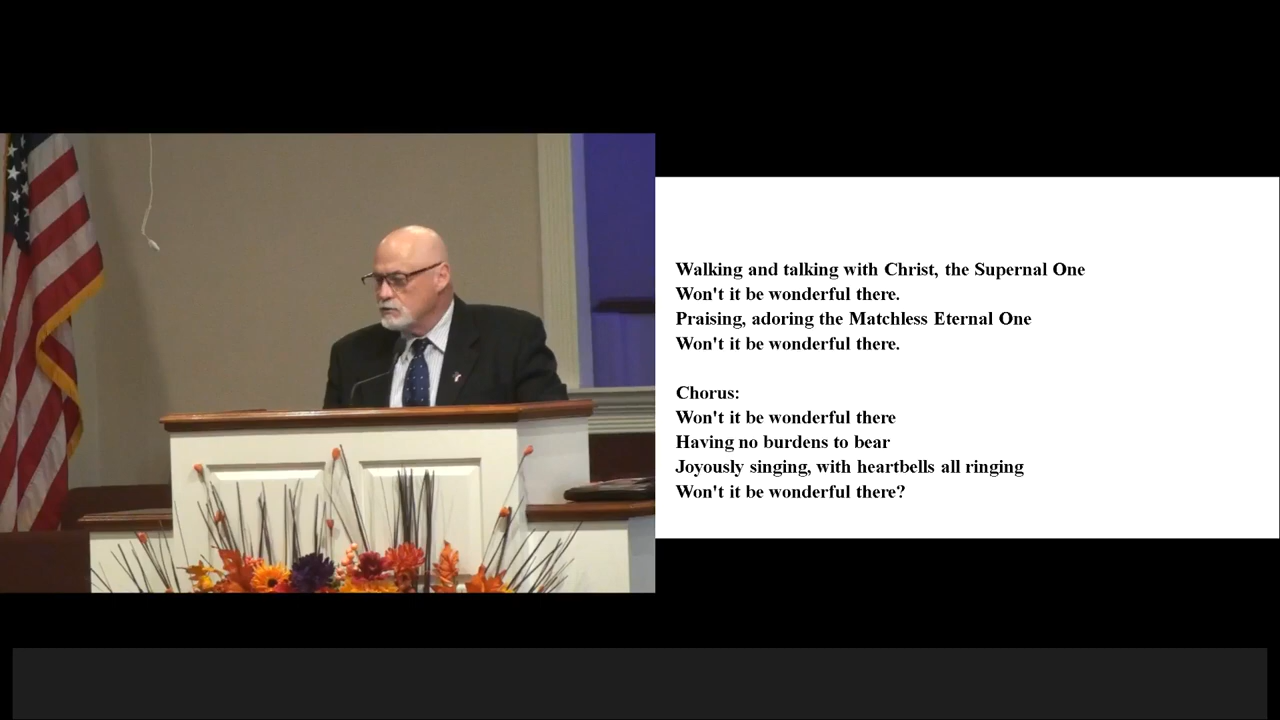 Walking and talking with Christ, the Supernal One
Won't it be wonderful there.
Praising, adoring the Matchless Eternal One
Won't it be wonderful there.
Chorus:
Won't it be wonderful there
Having no burdens to bear
Joyously singing, with heartbells all ringing
Won't it be wonderful there?